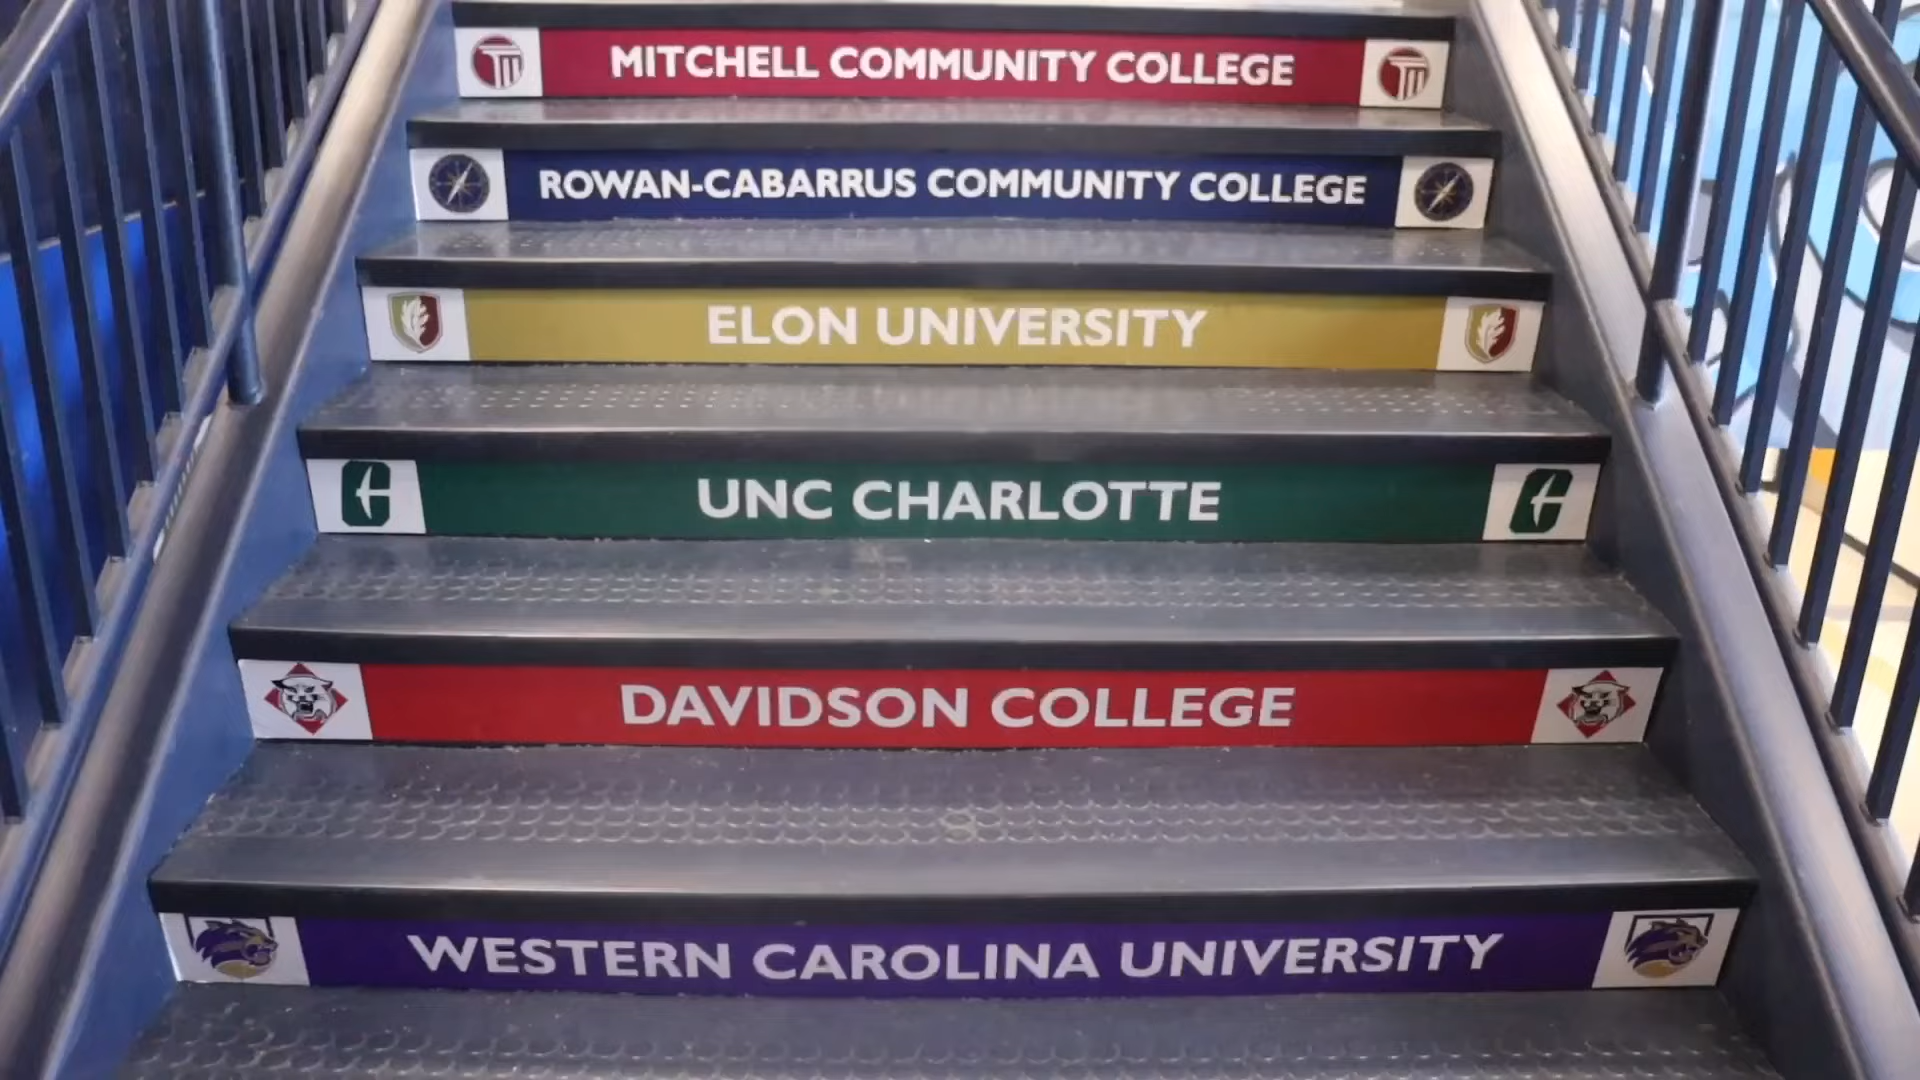 MITCHELL COMMUNITY COLLEGE
ROWAN-CABARRUS COMMUNITY COLLEGE
ELON UNIVERSITY
UNC CHARLOTTE
DAVIDSON COLLEGE
WESTERN CAROLINA UNIVERSITY